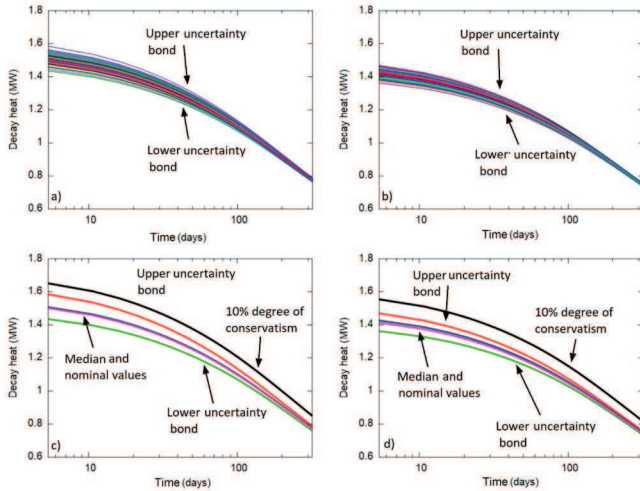 1.8
1.6
1.4
1.2
1
0.8
0.6
Decay heat (MW)
Upper uncertainty
bond
Lower uncertainty
bond
a)
10
100
Time (days)
1.8
1.6
1.4
1.2
1
0.8
0.6
Decay heat (MW)
Upper uncertainty
bond
Lower uncertainty
bond
b)
10
100
Time (days)
1.8
1.6
1.4
1.2
1
0.8
0.6
Decay heat (MW)
Upper uncertainty
bond
10% degree of
conservatism
Median and
nominal values
Lower uncertainty
bond
c)
10
100
Time (days)
1.8
1.6
1.4
1.2
1
0.8
0.6
Decay heat (MW)
Upper uncertainty
bond
10% degree of
conservatism
Median and
nominal values
Lower uncertainty
bond
d)
10
100
Time (days)